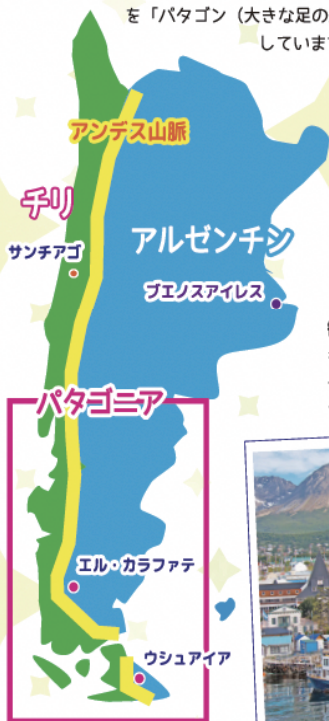 を「パタゴン（大きな足の
しています
アンデス山脈
チリ
サンチアゴ
アルゼンチン
ブエノスアイレス
パタゴニア
エル・カラファテ
ウシュアイア